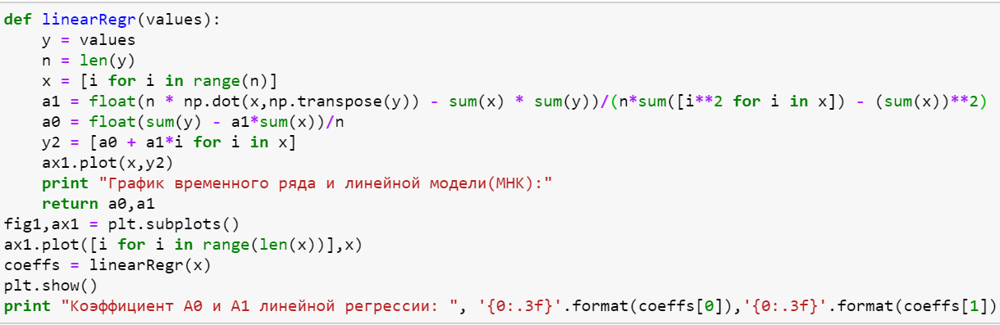 def linearRegr(values):
    y = values
    n = len(y)
    x = [i for i in range(n)]
    a1 = float(n * np.dot(x,np.transpose(y)) - sum(x) * sum(y))/(n*sum([i**2 for i in x]) - (sum(x))**2)
    a0 = float(sum(y) - a1*sum(x))/n
    y2 = [a0 + a1*i for i in x]
    ax1.plot(x,y2)
    print "График временного ряда и линейной модели(МНК):"
    return a0,a1
fig1,ax1 = plt.subplots()
ax1.plot([i for i in range(len(x))],x)
coeffs = linearRegr(x)
plt.show()
print "Коэффициент А0 и А1 линейной регрессии: ", '{0:.3f}'.format(coeffs[0]),'{0:.3f}'.format(coeffs[1])